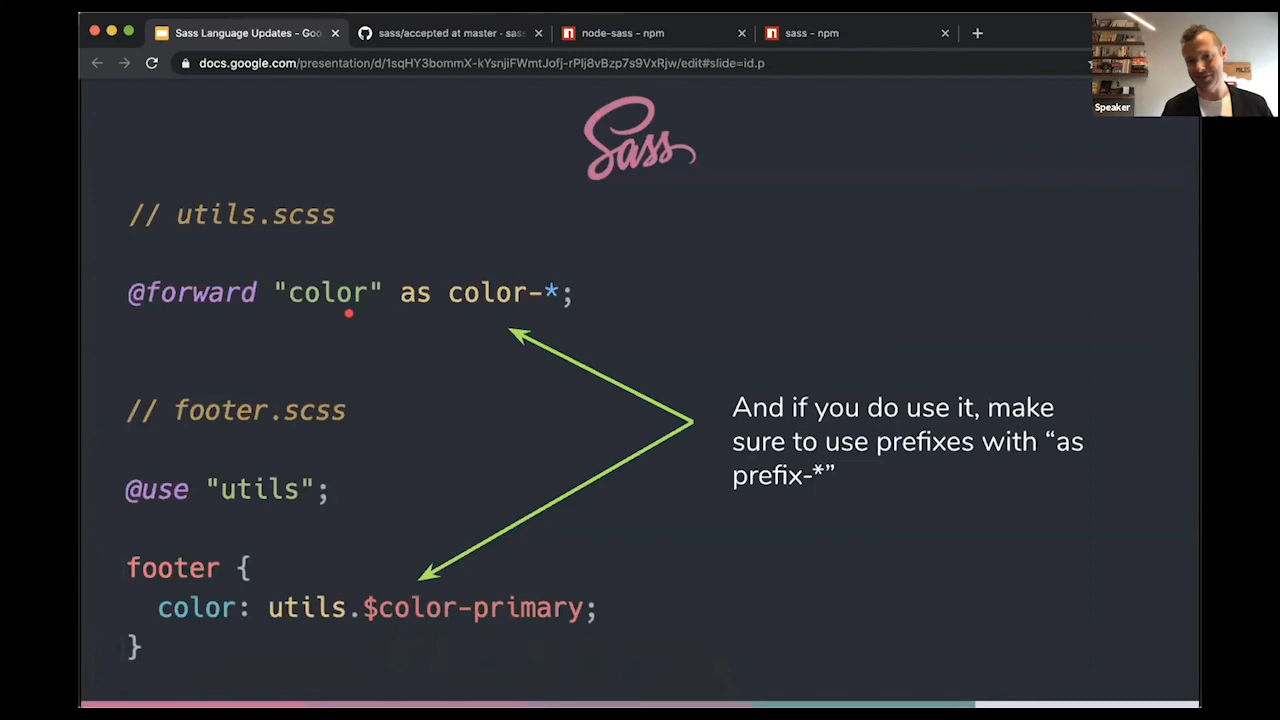 Sass Language Updates - Goo
sass/accepted at master · sas
node-sass - npm
sass - npm
docs.google.com/presentation/d/1sqHY3bommX-kYsnjiFWmtJofj-rPIj8vBzp7s9VxRjw/edit#slide=id.p
Speaker
Sass
// utils.scss
@forward "color" as color-*;
// footer.scss
@use "utils";
footer {
color: utils.$color-primary;
}
And if you do use it, make
sure to use prefixes with “as
prefix-*”